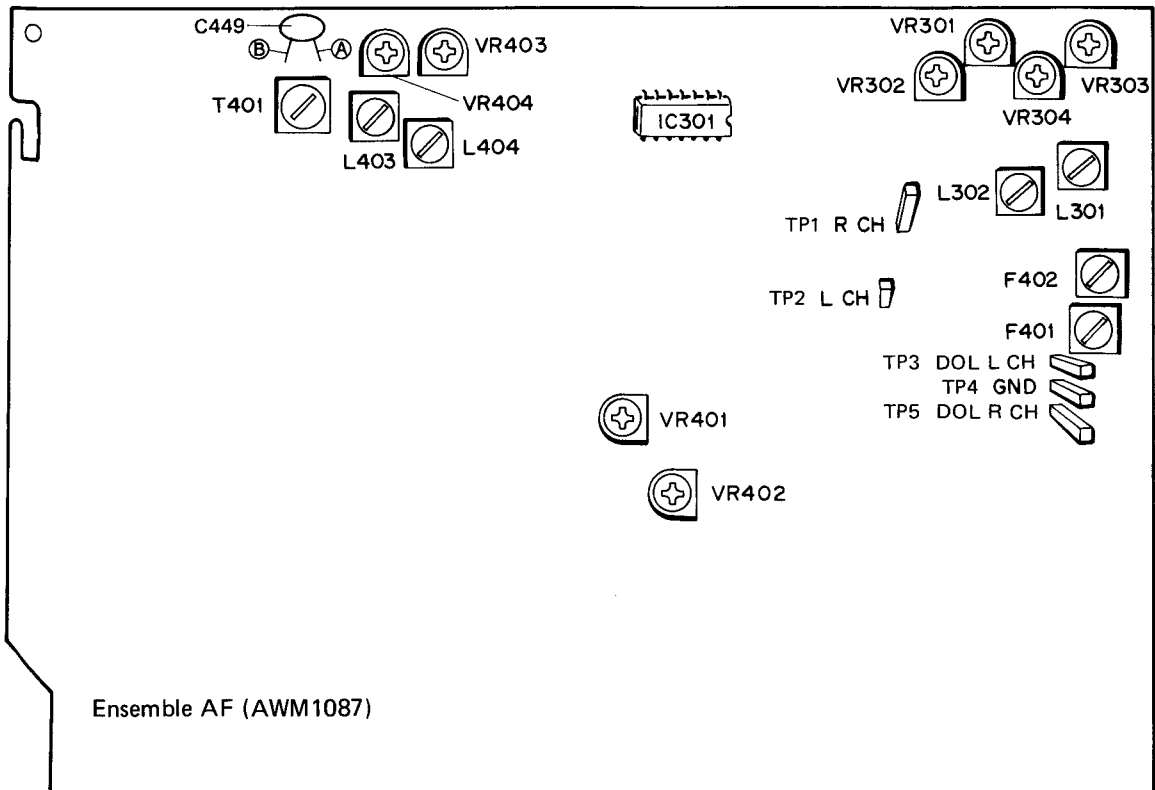 C449
Ⓑ Ⓐ
VR403
VR404
T401
L403
L404
IC301
VR301
VR302
VR303
VR304
L302
L301
TP1 R CH
TP2 L CH
F402
F401
TP3 DOL L CH
TP4 GND
TP5 DOL R CH
VR401
VR402
Ensemble AF (AWM1087)